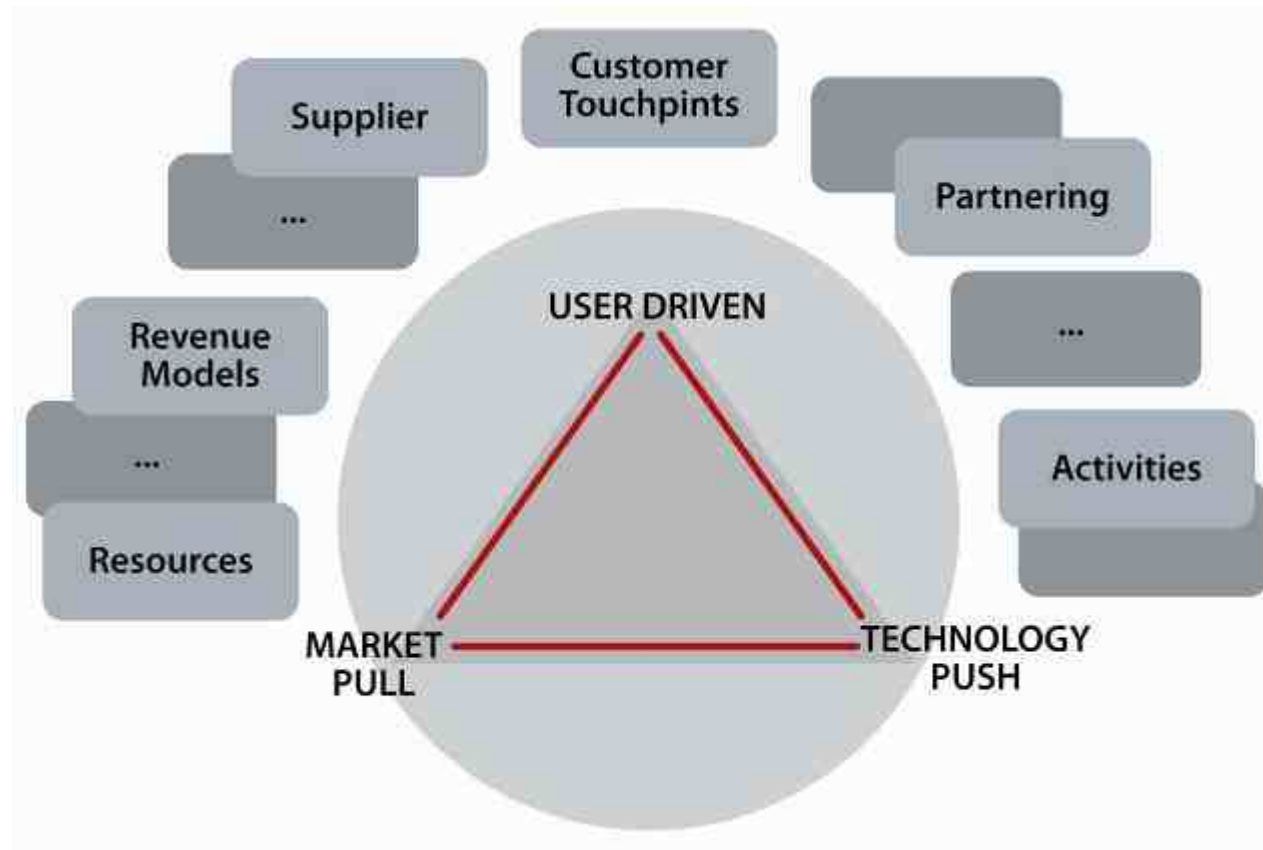 Customer
Touchpints
Supplier
Partnering
...
...
Revenue
Models
...
Resources
Activities
USER DRIVEN
MARKET
PULL
TECHNOLOGY
PUSH